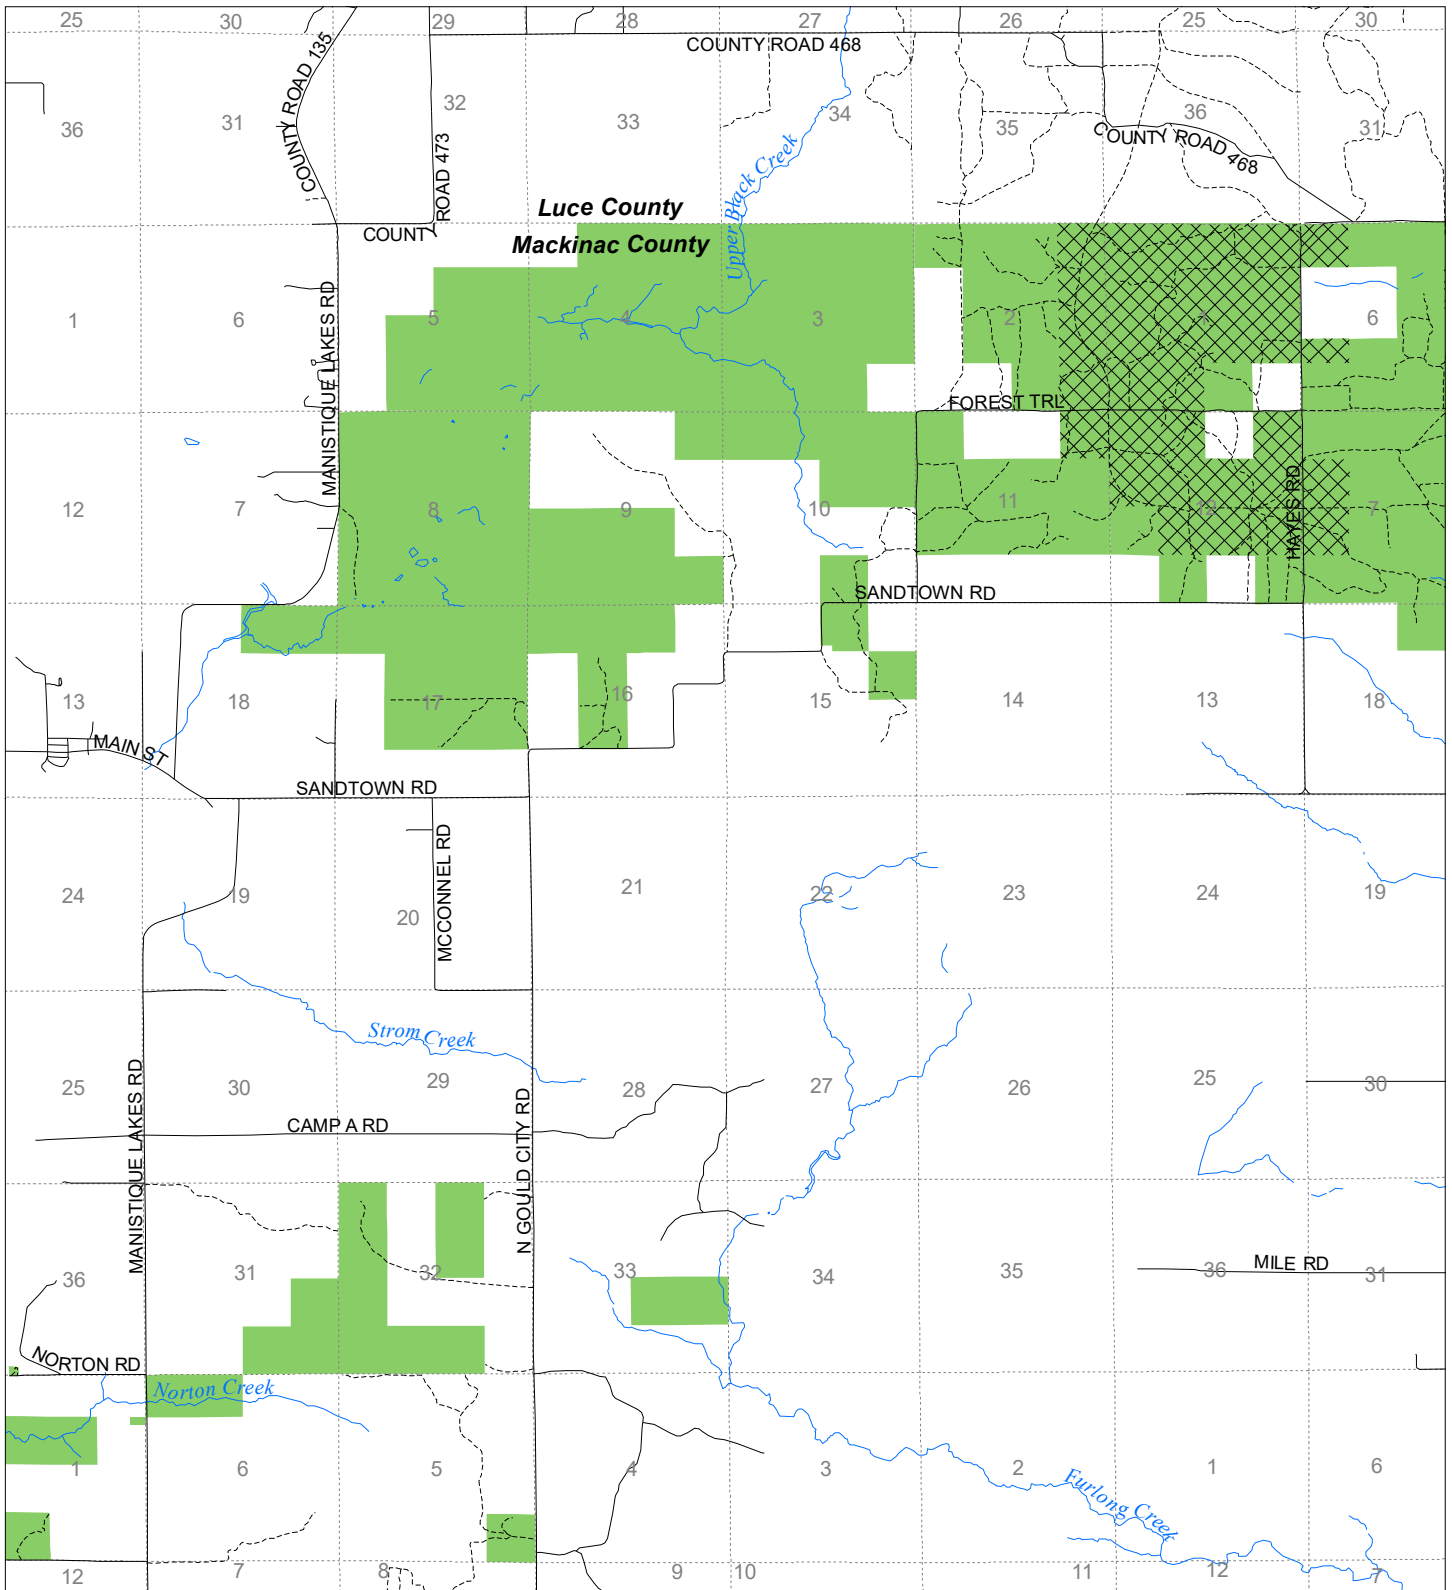 25 30 29 28 27 26 25 30
COUNTY ROAD 468
COUNTY ROAD 135
36 31 32 33 34 35 36 31
COUNTY ROAD 468
ROAD 473
COUNTY
Upper Black Creek
Luce County
Mackinac County
1 6 5 4 3 2 1 6
MANISTIQUE LAKES RD
FOREST TRL
12 7 8 9 10 11 12 7
HAYES RD
SANDTOWN RD
13 18 17 16 15 14 13 18
MAIN ST
SANDTOWN RD
MCCONNEL RD
24 19 20 21 22 23 24 19
Strom Creek
25 30 29 28 27 26 25 30
MANISTIQUE LAKES RD
CAMP A RD
N GOULD CITY RD
36 31 32 33 34 35 36 31
MILE RD
NORTON RD
Norton Creek
1 6 5 4 3 2 1 6
Furlong Creek
12 7 8 9 10 11 12 7